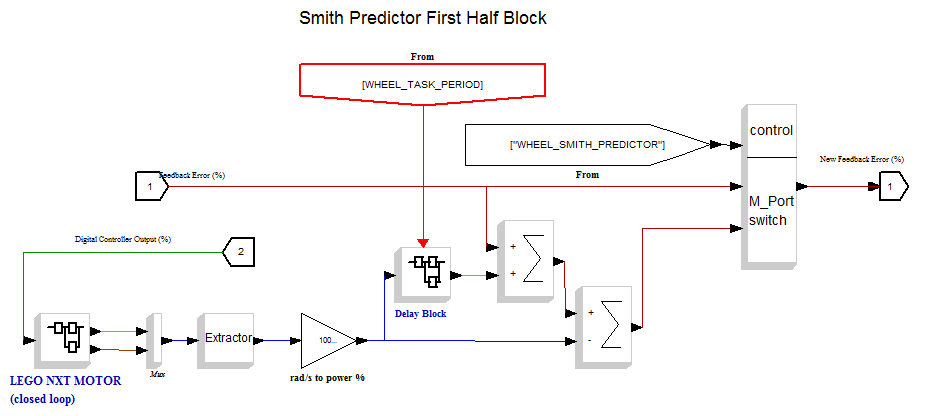 Smith Predictor First Half Block
From
[WHEEL_TASK_PERIOD]
control
["WHEEL_SMITH_PREDICTOR"]
From
Feedback Error (%)
1
New Feedback Error (%)
1
M_Port
switch
Digital Controller Output (%)
2
+
+
Delay Block
+
-
Extractor
100...
Mux
rad/s to power %
LEGO NXT MOTOR
(closed loop)